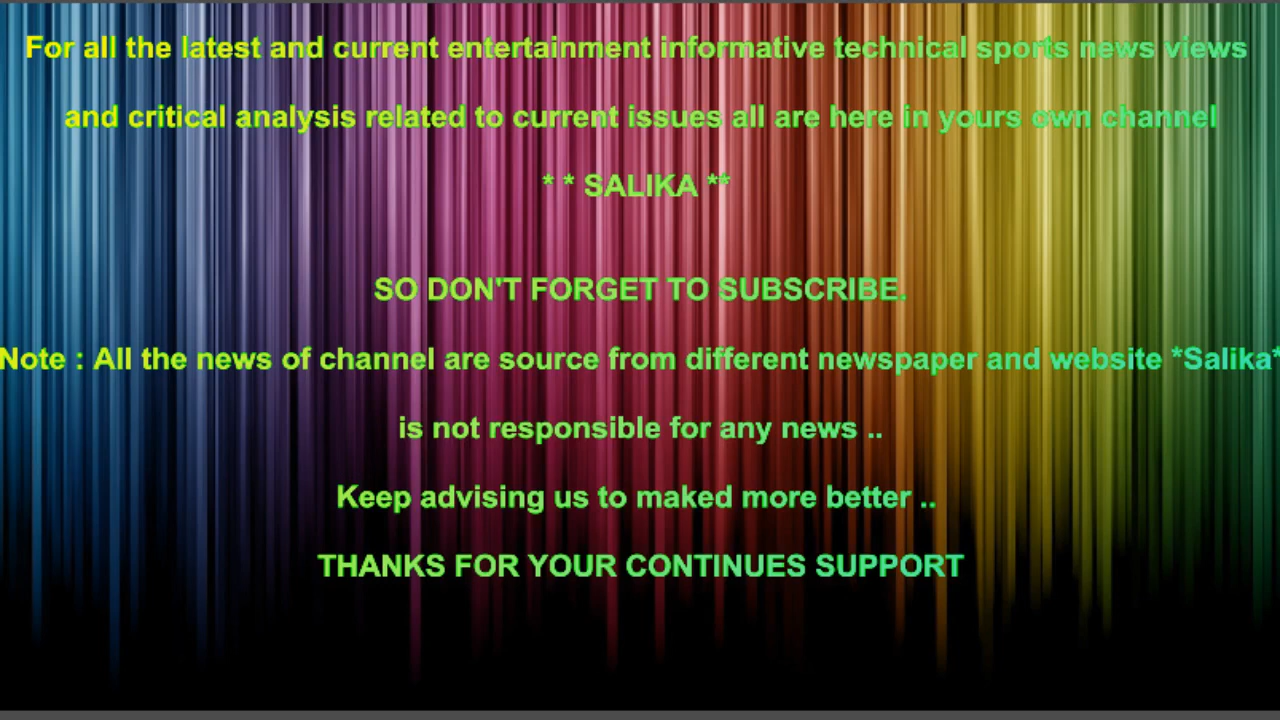 For all the latest and current entertainment informative technical sports news views
and critical analysis related to current issues all are here in yours own channel
* * SALIKA **
SO DON'T FORGET TO SUBSCRIBE.
Note : All the news of channel are source from different newspaper and website *Salika*
is not responsible for any news ..
Keep advising us to maked more better ..
THANKS FOR YOUR CONTINUES SUPPORT